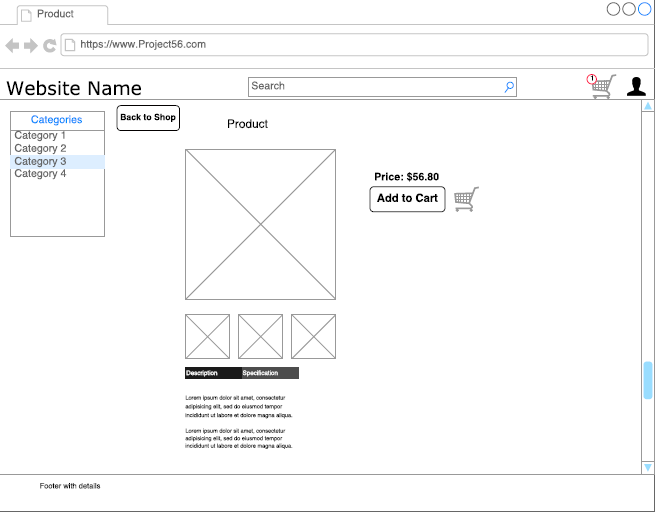 Product
https://www.Project56.com
Website Name
Search
1
Categories
Category 1
Category 2
Category 3
Category 4
Back to Shop
Product
Price: $56.80
Add to Cart
Description Specification
Lorem ipsum dolor sit amet, consectetur
adipisicing elit, sed do eiusmod tempor
incididunt ut labore et dolore magna aliqua.
Lorem ipsum dolor sit amet, consectetur
adipisicing elit, sed do eiusmod tempor
incididunt ut labore et dolore magna aliqua.
Footer with details